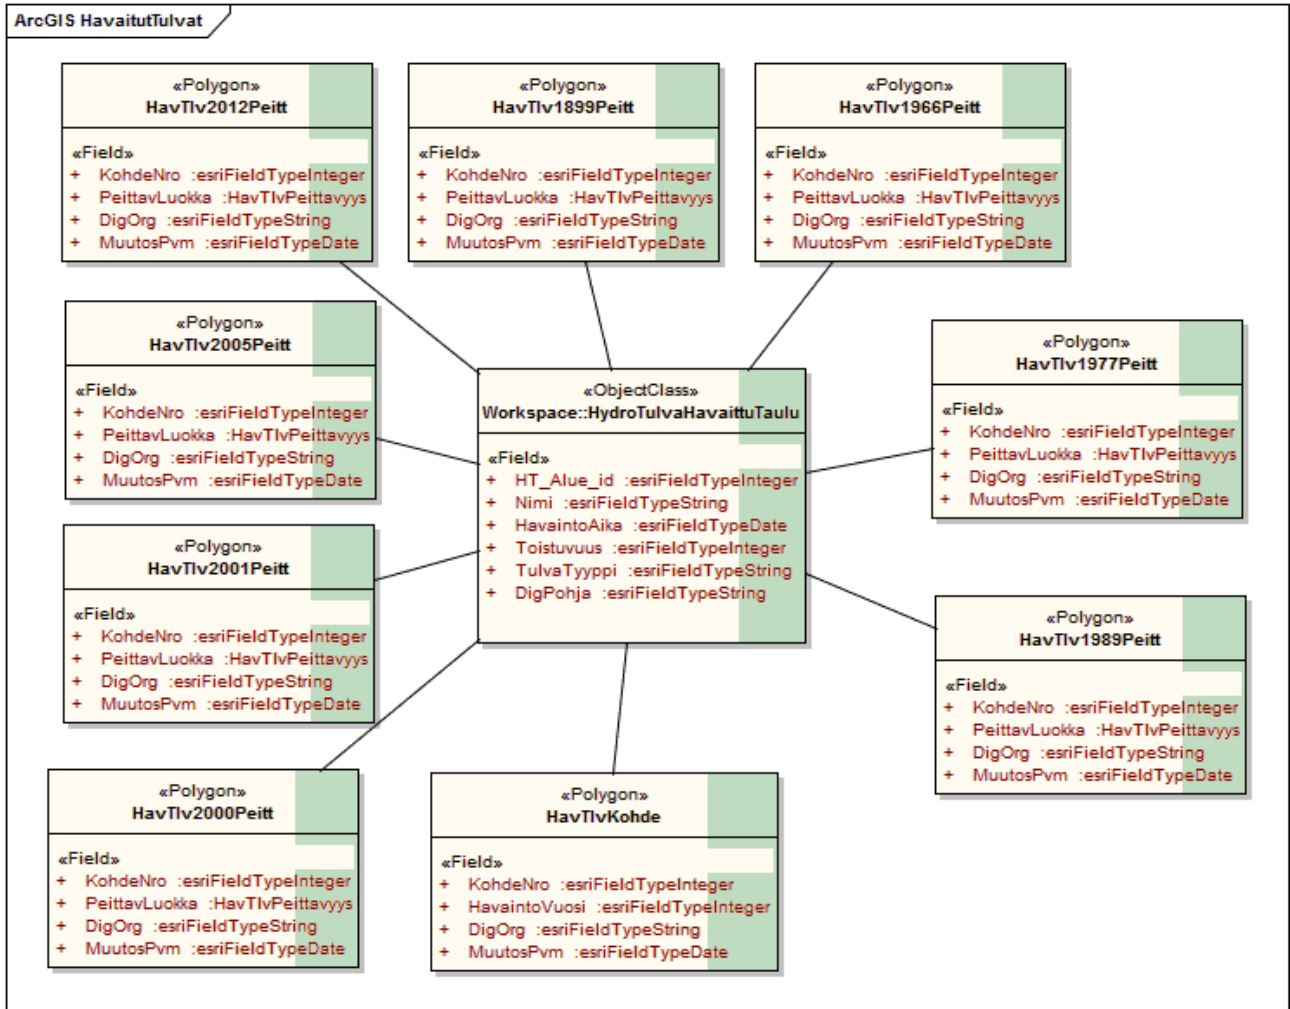 ArcGIS HavaitutTulvat
«Polygon»
HavTlv2012Peitt
«Field»
+ KohdeNro :esriFieldTypeInteger
+ PeittavLuokka :HavTlvPeittavyys
+ DigOrg :esriFieldTypeString
+ MuutosPvm :esriFieldTypeDate
«Polygon»
HavTlv1899Peitt
«Field»
+ KohdeNro :esriFieldTypeInteger
+ PeittavLuokka :HavTlvPeittavyys
+ DigOrg :esriFieldTypeString
+ MuutosPvm :esriFieldTypeDate
«Polygon»
HavTlv1966Peitt
«Field»
+ KohdeNro :esriFieldTypeInteger
+ PeittavLuokka :HavTlvPeittavyys
+ DigOrg :esriFieldTypeString
+ MuutosPvm :esriFieldTypeDate
«Polygon»
HavTlv2005Peitt
«Field»
+ KohdeNro :esriFieldTypeInteger
+ PeittavLuokka :HavTlvPeittavyys
+ DigOrg :esriFieldTypeString
+ MuutosPvm :esriFieldTypeDate
«ObjectClass»
Workspace::HydroTulvaHavaittuTaulu
«Field»
+ HT_Alue_id :esriFieldTypeInteger
+ Nimi :esriFieldTypeString
+ HavaintoAika :esriFieldTypeDate
+ Toistuvuus :esriFieldTypeInteger
+ TulvaTyyppi :esriFieldTypeString
+ DigPohja :esriFieldTypeString
«Polygon»
HavTlv1977Peitt
«Field»
+ KohdeNro :esriFieldTypeInteger
+ PeittavLuokka :HavTlvPeittavyys
+ DigOrg :esriFieldTypeString
+ MuutosPvm :esriFieldTypeDate
«Polygon»
HavTlv2001Peitt
«Field»
+ KohdeNro :esriFieldTypeInteger
+ PeittavLuokka :HavTlvPeittavyys
+ DigOrg :esriFieldTypeString
+ MuutosPvm :esriFieldTypeDate
«Polygon»
HavTlv1989Peitt
«Field»
+ KohdeNro :esriFieldTypeInteger
+ PeittavLuokka :HavTlvPeittavyys
+ DigOrg :esriFieldTypeString
+ MuutosPvm :esriFieldTypeDate
«Polygon»
HavTlv2000Peitt
«Field»
+ KohdeNro :esriFieldTypeInteger
+ PeittavLuokka :HavTlvPeittavyys
+ DigOrg :esriFieldTypeString
+ MuutosPvm :esriFieldTypeDate
«Polygon»
HavTlvKohde
«Field»
+ KohdeNro :esriFieldTypeInteger
+ HavaintoVuosi :esriFieldTypeInteger
+ DigOrg :esriFieldTypeString
+ MuutosPvm :esriFieldTypeDate